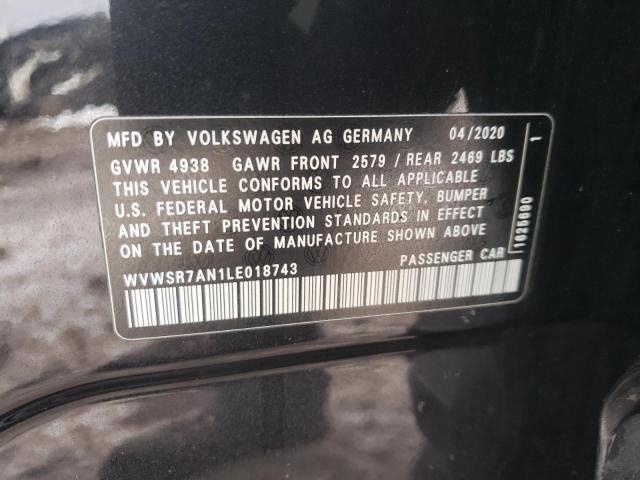 MFD BY VOLKSWAGEN AG GERMANY 04/2020
GVWR 4938 GAWR FRONT 2579 / REAR 2469 LBS
THIS VEHICLE CONFORMS TO ALL APPLICABLE
U.S. FEDERAL MOTOR VEHICLE SAFETY, BUMPER
AND THEFT PREVENTION STANDARDS IN EFFECT
ON THE DATE OF MANUFACTURE SHOWN ABOVE
WVWSR7AN1LE018743 PASSENGER CAR
1625690 1